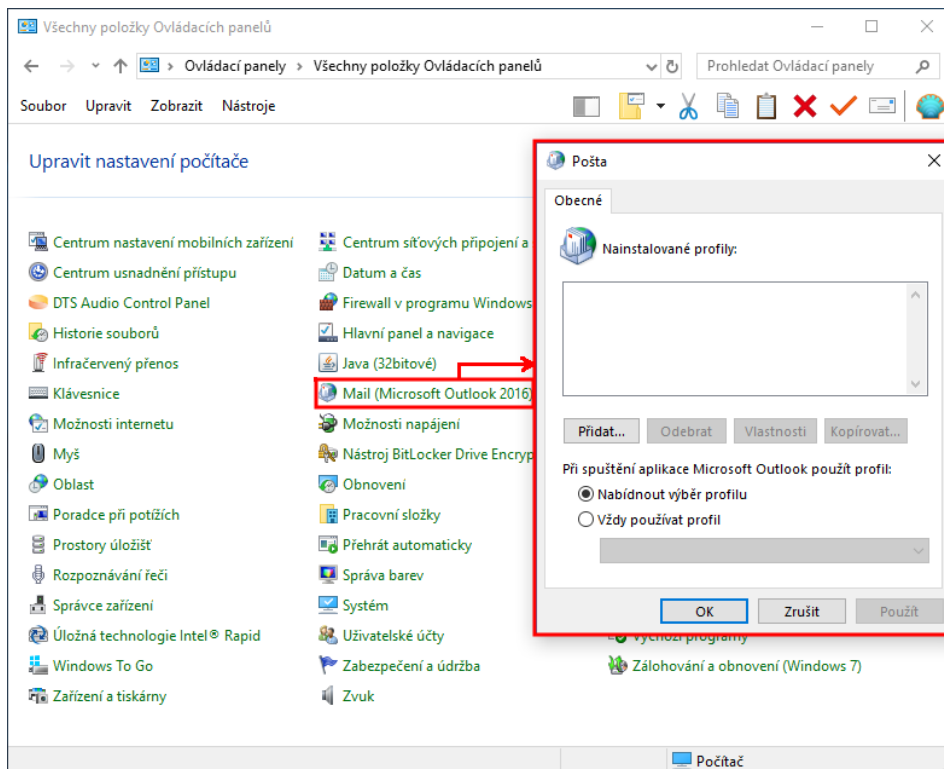 Všechny položky Ovládacích panelů
Ovládací panely › Všechny položky Ovládacích panelů
Prohledat Ovládací panely
Soubor Upravit Zobrazit Nástroje
Upravit nastavení počítače
Centrum nastavení mobilních zařízení
Centrum síťových připojení a
Centrum usnadnění přístupu
Datum a čas
DTS Audio Control Panel
Firewall v programu Windows
Historie souborů
Hlavní panel a navigace
Infračervený přenos
Java (32bitové)
Klávesnice
Mail (Microsoft Outlook 2016)
Možnosti internetu
Možnosti napájení
Myš
Nástroj BitLocker Drive Encryp
Oblast
Obnovení
Poradce při potížích
Pracovní složky
Prostory úložišť
Přehrát automaticky
Rozpoznávání řeči
Správa barev
Správce zařízení
Systém
Úložná technologie Intel® Rapid
Uživatelské účty
Výchozí programy
Windows To Go
Zabezpečení a údržba
Zálohování a obnovení (Windows 7)
Zařízení a tiskárny
Zvuk
Pošta
Obecné
Nainstalované profily:
Přidat... Odebrat Vlastnosti Kopírovat...
Při spuštění aplikace Microsoft Outlook použít profil:
Nabídnout výběr profilu
Vždy používat profil
OK Zrušit Použít
Počítač